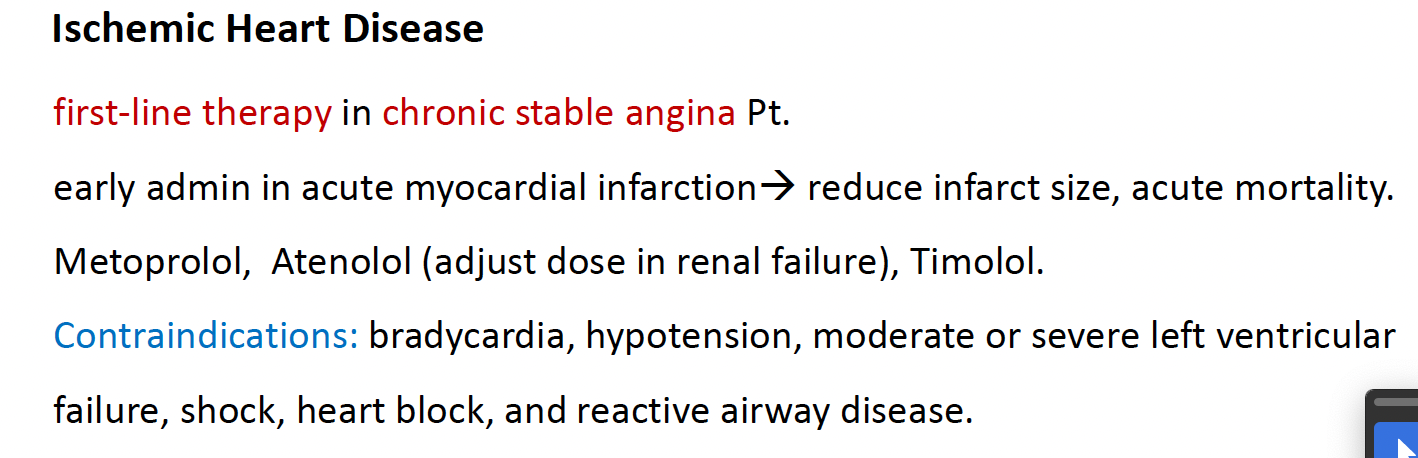 Ischemic Heart Disease
first-line therapy in chronic stable angina Pt.
early admin in acute myocardial infarction→ reduce infarct size, acute mortality.
Metoprolol,  Atenolol (adjust dose in renal failure), Timolol.
Contraindications: bradycardia, hypotension, moderate or severe left ventricular
failure, shock, heart block, and reactive airway disease.